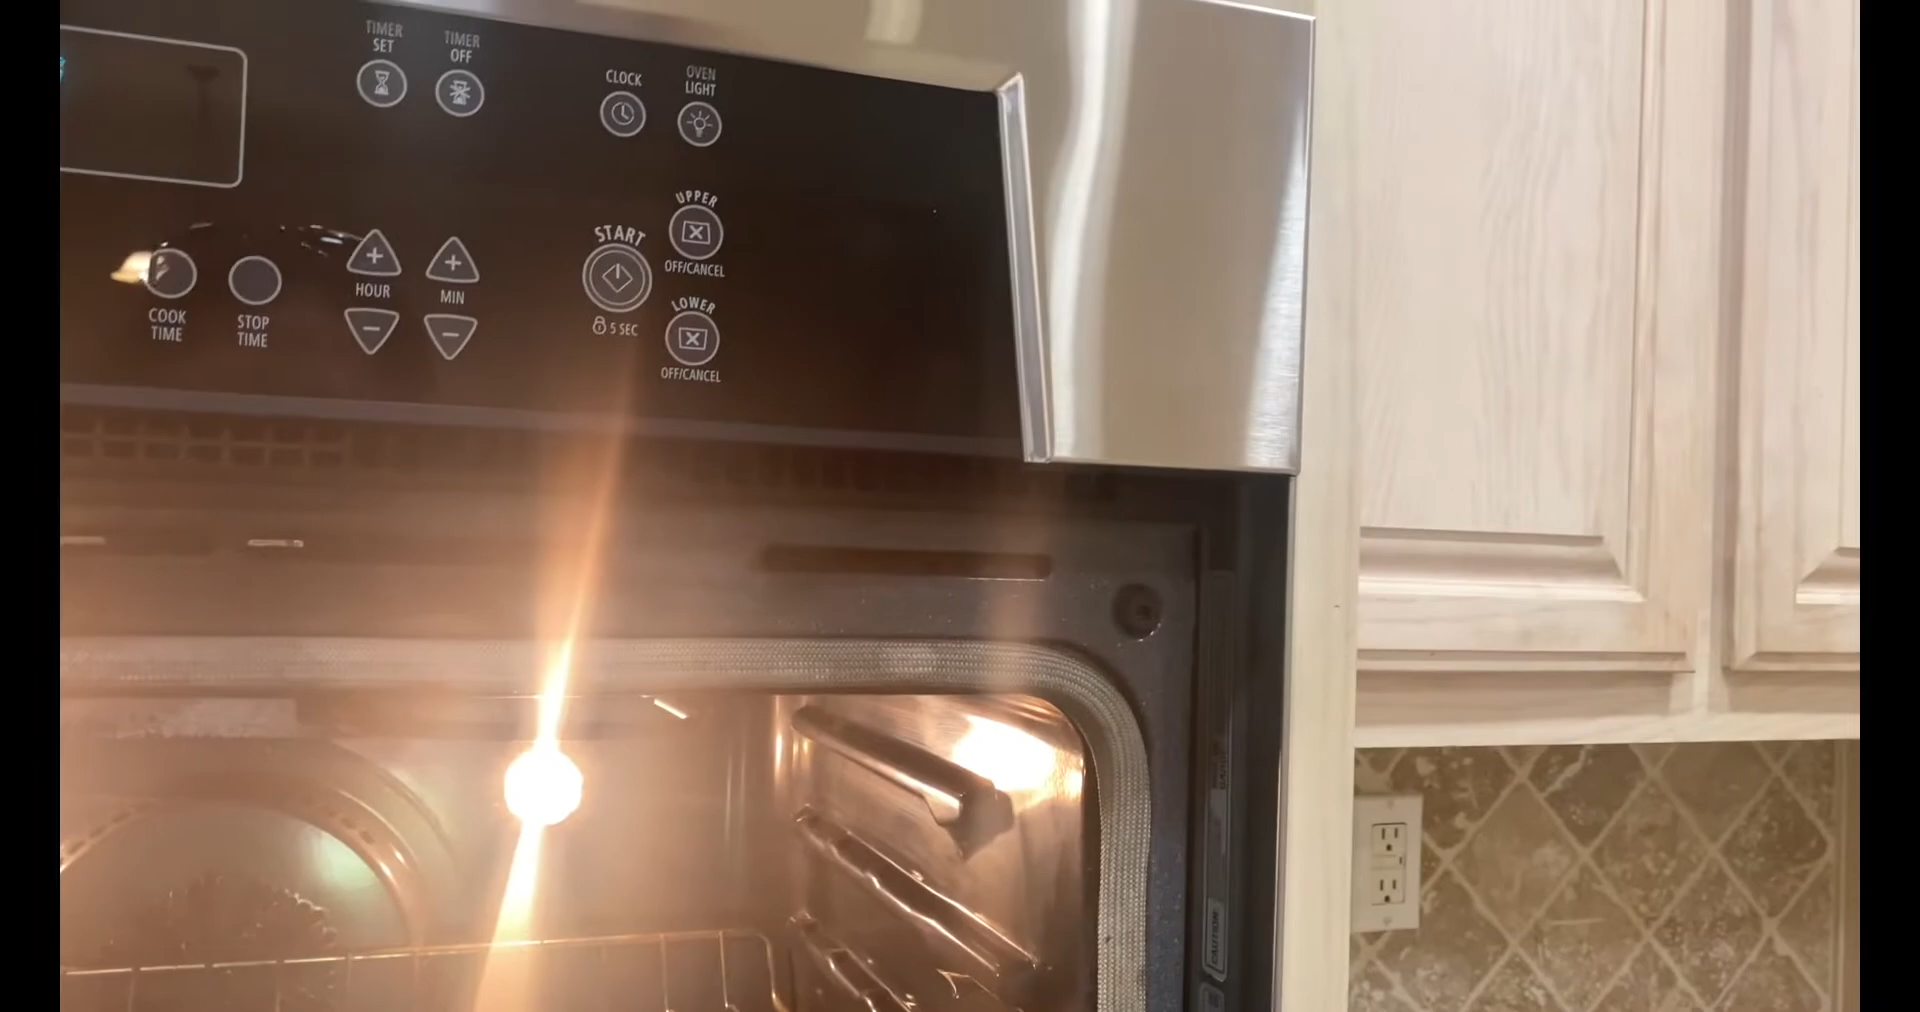 TIMER
SET
TIMER
OFF
CLOCK
OVEN
LIGHT
UPPER
OFF/CANCEL
START
5 SEC
LOWER
OFF/CANCEL
HOUR
MIN
COOK
TIME
STOP
TIME
CAUTION